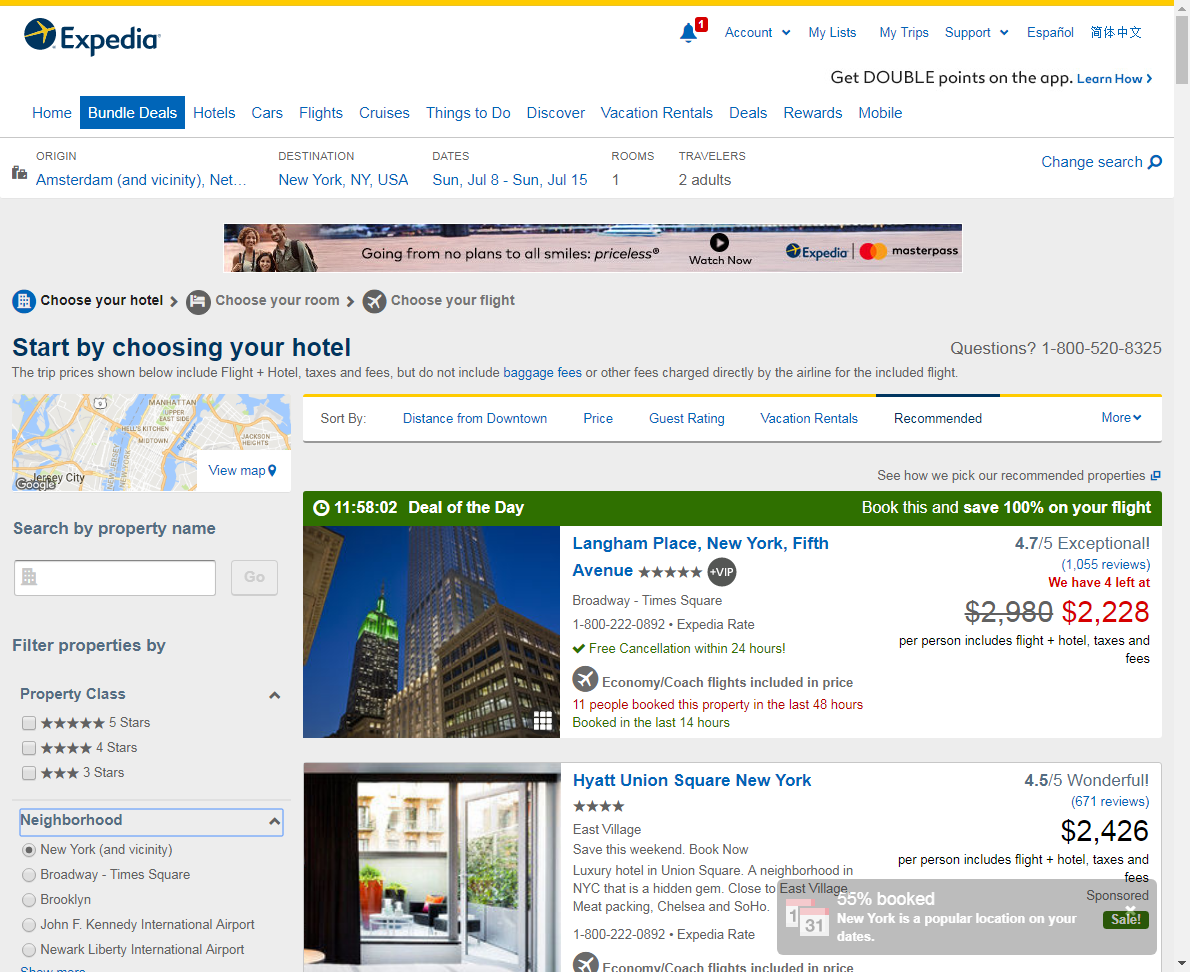 Expedia
1
Account
My Lists
My Trips
Support
Español
简体中文
Get DOUBLE points on the app. Learn How
Home
Bundle Deals
Hotels
Cars
Flights
Cruises
Things to Do
Discover
Vacation Rentals
Deals
Rewards
Mobile
ORIGIN
Amsterdam (and vicinity), Net...
DESTINATION
New York, NY, USA
DATES
Sun, Jul 8 - Sun, Jul 15
ROOMS
1
TRAVELERS
2 adults
Change search
Going from no plans to all smiles: priceless®
Watch Now
Expedia
masterpass
Choose your hotel
Choose your room
Choose your flight
Start by choosing your hotel
Questions? 1-800-520-8325
The trip prices shown below include Flight + Hotel, taxes and fees, but do not include baggage fees or other fees charged directly by the airline for the included flight.
9
MANHATTAN
UPPER
EAST SIDE
HELL'S KITCHEN
MIDTOWN
JACKSON
HEIGHTS
NEW JERSEY
NEW YORK
East River
Jersey City
Google
View map
Sort By:
Distance from Downtown
Price
Guest Rating
Vacation Rentals
Recommended
More
See how we pick our recommended properties
Search by property name
Go
Filter properties by
Property Class
★★★★★ 5 Stars
★★★★ 4 Stars
★★★ 3 Stars
Neighborhood
New York (and vicinity)
Broadway - Times Square
Brooklyn
John F. Kennedy International Airport
Newark Liberty International Airport
Show more
11:58:02 Deal of the Day
Book this and save 100% on your flight
Langham Place, New York, Fifth
Avenue ★★★★★ +VIP
Broadway - Times Square
1-800-222-0892 • Expedia Rate
Free Cancellation within 24 hours!
Economy/Coach flights included in price
11 people booked this property in the last 48 hours
Booked in the last 14 hours
4.7/5 Exceptional!
(1,055 reviews)
We have 4 left at
$2,980 $2,228
per person includes flight + hotel, taxes and
fees
Hyatt Union Square New York
★★★★
East Village
Save this weekend. Book Now
Luxury hotel in Union Square. A neighborhood in
NYC that is a hidden gem. Close to East Village,
Meat packing, Chelsea and SoHo.
1-800-222-0892 • Expedia Rate
Economy/Coach flights included in price
4.5/5 Wonderful!
(671 reviews)
$2,426
per person includes flight + hotel, taxes and
fees
Sponsored
Sale!
1
31
55% booked
New York is a popular location on your
dates.